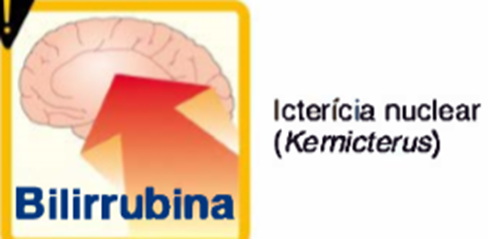 Bilirrubina
Icterícia nuclear
(Kernicterus)